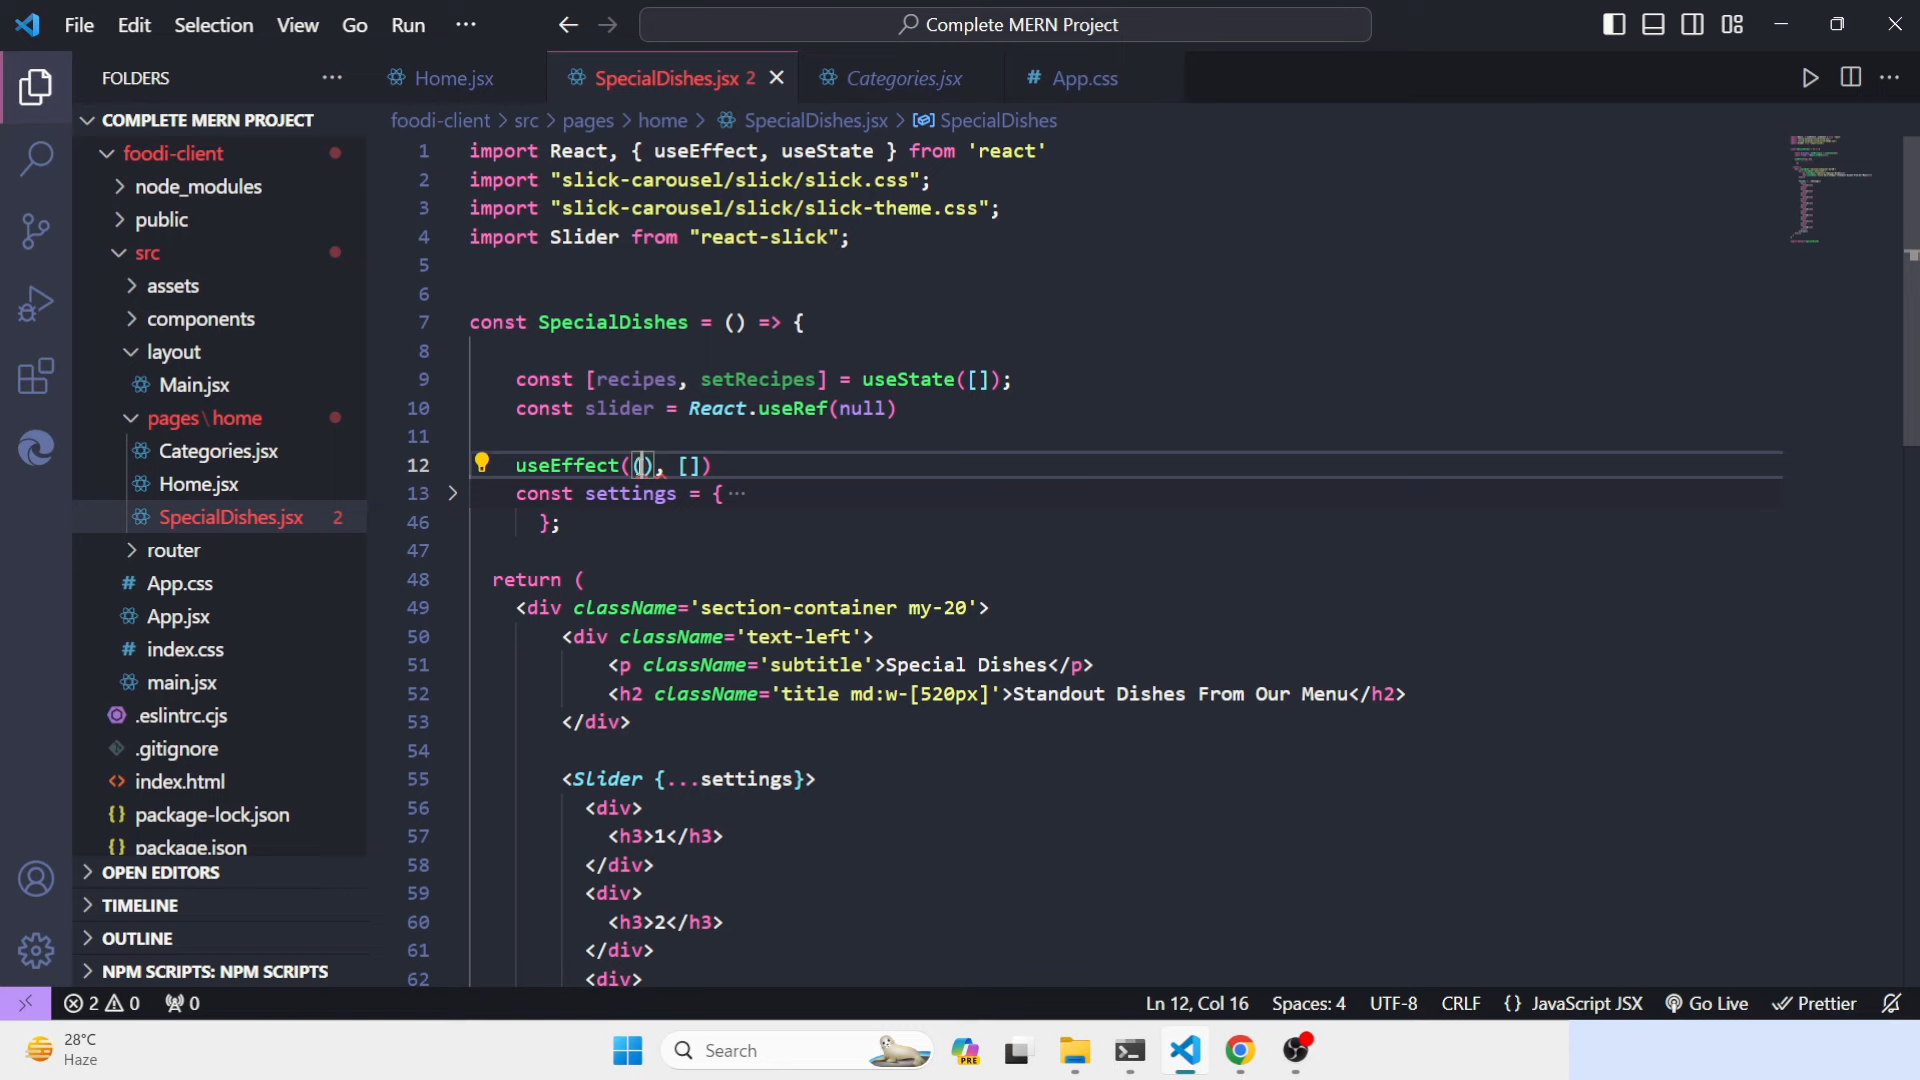 File Edit Selection View Go Run ··· Complete MERN Project
FOLDERS ···
Home.jsx SpecialDishes.jsx 2 Categories.jsx # App.css
COMPLETE MERN PROJECT
foodi-client
node_modules
public
src
assets
components
layout
Main.jsx
pages\home
Categories.jsx
Home.jsx
SpecialDishes.jsx 2
router
# App.css
App.jsx
# index.css
main.jsx
.eslintrc.cjs
.gitignore
<> index.html
{} package-lock.json
{} package.json
OPEN EDITORS
TIMELINE
OUTLINE
NPM SCRIPTS: NPM SCRIPTS
foodi-client > src > pages > home > SpecialDishes.jsx > SpecialDishes
1 import React, { useEffect, useState } from 'react'
2 import "slick-carousel/slick/slick.css";
3 import "slick-carousel/slick/slick-theme.css";
4 import Slider from "react-slick";
5
6
7 const SpecialDishes = () => {
8
9 const [recipes, setRecipes] = useState([]);
10 const slider = React.useRef(null)
11
12 useEffect((), [])
13 const settings = { ···
46 };
47
48 return (
49 <div className='section-container my-20'>
50 <div className='text-left'>
51 <p className='subtitle'>Special Dishes</p>
52 <h2 className='title md:w-[520px]'>Standout Dishes From Our Menu</h2>
53 </div>
54
55 <Slider {...settings}>
56 <div>
57 <h3>1</h3>
58 </div>
59 <div>
60 <h3>2</h3>
61 </div>
62 <div>
2 0 0 Ln 12, Col 16 Spaces: 4 UTF-8 CRLF {} JavaScript JSX Go Live Prettier
28°C
Haze
Search
PRE